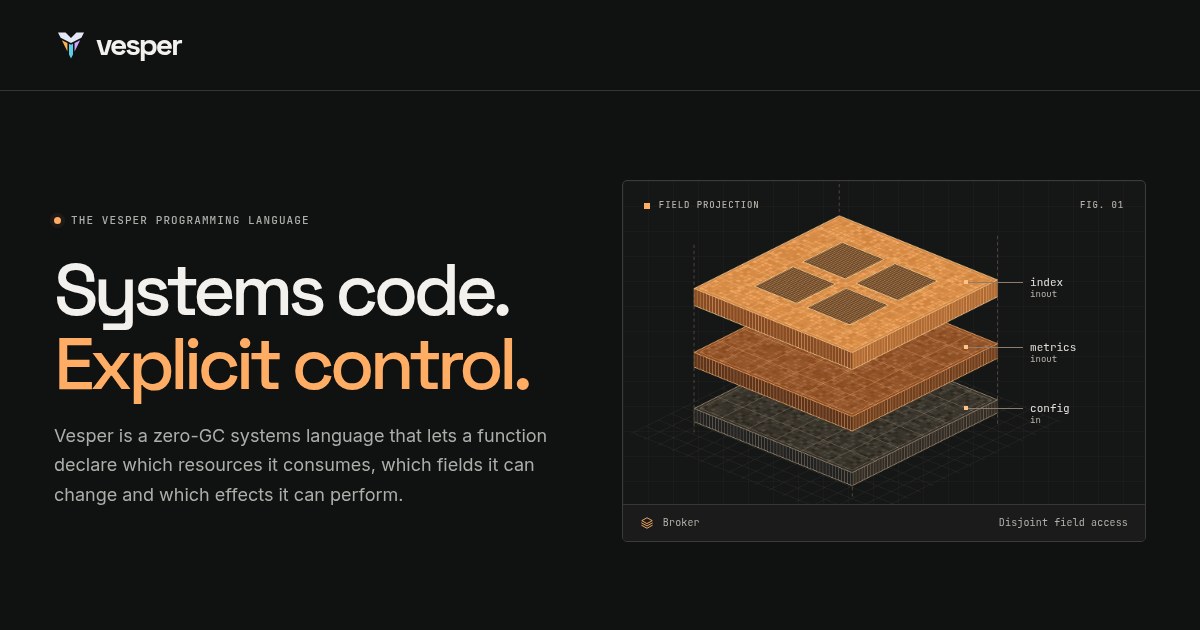 vesper
THE VESPER PROGRAMMING LANGUAGE
Systems code.
Explicit control.
Vesper is a zero-GC systems language that lets a function
declare which resources it consumes, which fields it can
change and which effects it can perform.
FIELD PROJECTION
FIG. 01
index
inout
metrics
inout
config
in
Broker
Disjoint field access